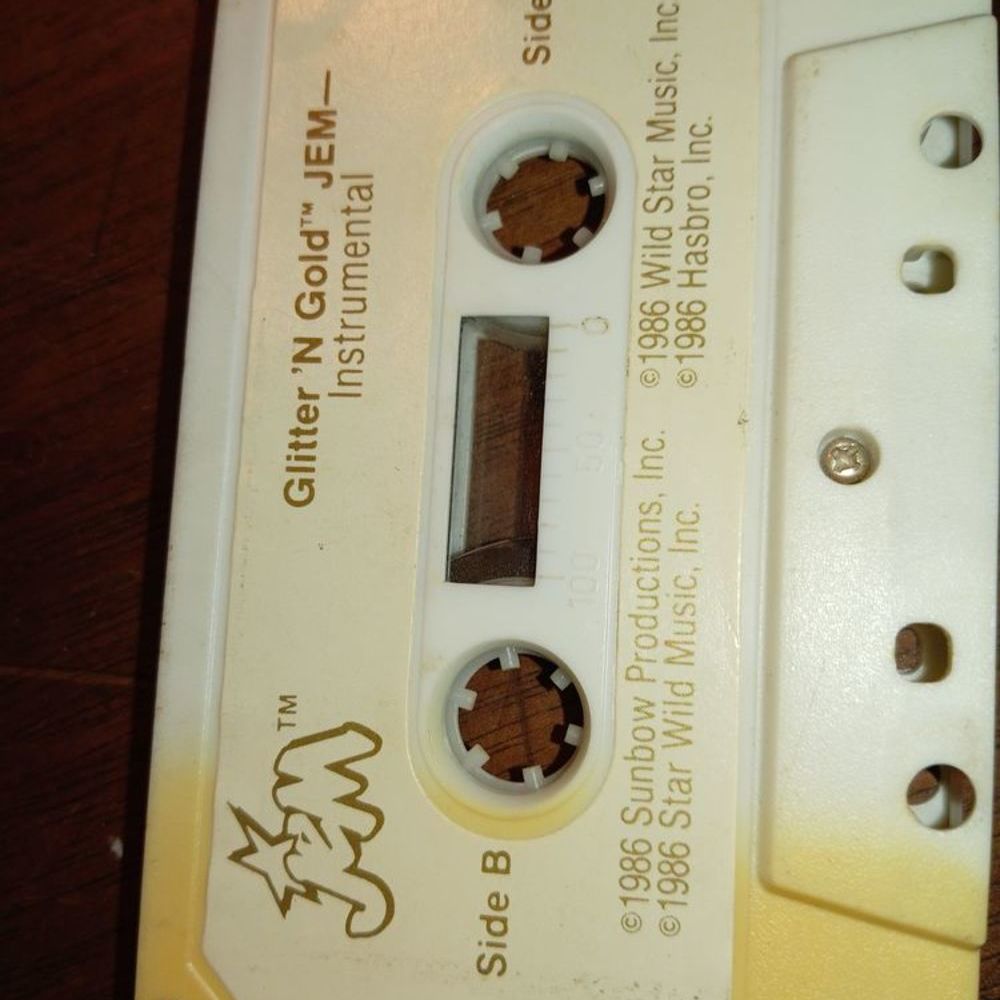 JEM™
Glitter 'N Gold™ JEM—
Instrumental
Side B
Side
100 50 0
©1986 Sunbow Productions, Inc. ©1986 Wild Star Music, Inc.
©1986 Star Wild Music, Inc. ©1986 Hasbro, Inc.